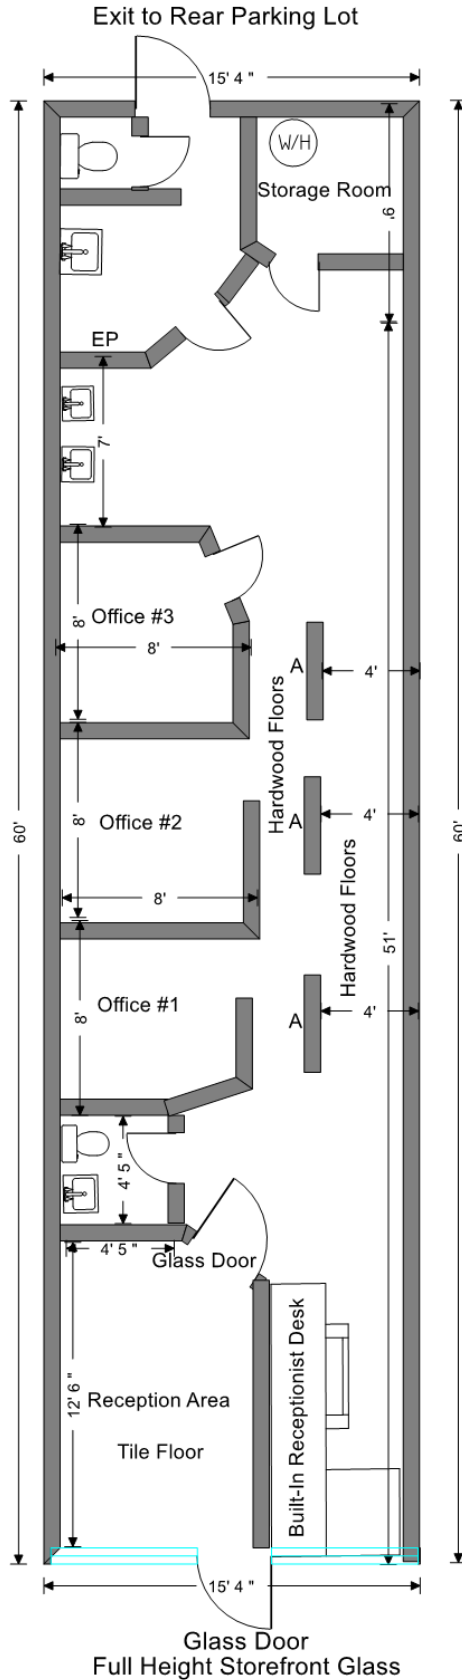 Exit to Rear Parking Lot
15' 4 "
W/H
Storage Room
9'
EP
7'
Office #3
8'
8'
A
4'
Hardwood Floors
Office #2
8'
8'
A
4'
Hardwood Floors
60'
60'
51'
Office #1
8'
A
4'
4' 5 "
4' 5 "
Glass Door
12' 6 "
Reception Area
Tile Floor
Built-In Receptionist Desk
15' 4 "
Glass Door
Full Height Storefront Glass